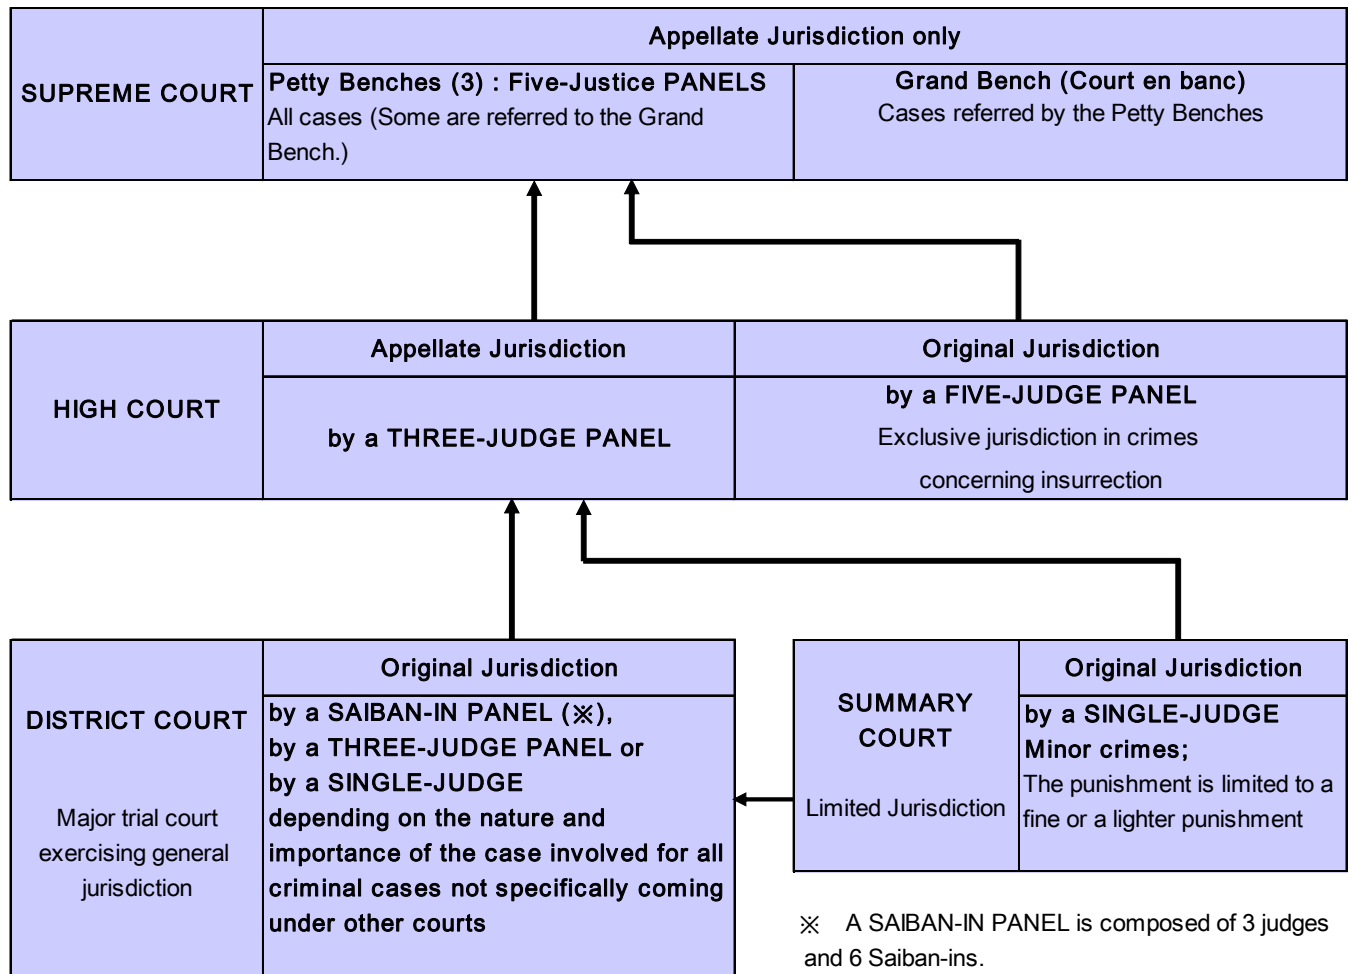 SUPREME COURT
Appellate Jurisdiction only
Petty Benches (3) : Five-Justice PANELS
All cases (Some are referred to the Grand
Bench.)
Grand Bench (Court en banc)
Cases referred by the Petty Benches
HIGH COURT
Appellate Jurisdiction
by a THREE-JUDGE PANEL
Original Jurisdiction
by a FIVE-JUDGE PANEL
Exclusive jurisdiction in crimes
concerning insurrection
DISTRICT COURT
Major trial court
exercising general
jurisdiction
Original Jurisdiction
by a SAIBAN-IN PANEL (※),
by a THREE-JUDGE PANEL or
by a SINGLE-JUDGE
depending on the nature and
importance of the case involved for all
criminal cases not specifically coming
under other courts
SUMMARY
COURT
Limited Jurisdiction
Original Jurisdiction
by a SINGLE-JUDGE
Minor crimes;
The punishment is limited to a
fine or a lighter punishment
※ A SAIBAN-IN PANEL is composed of 3 judges
and 6 Saiban-ins.